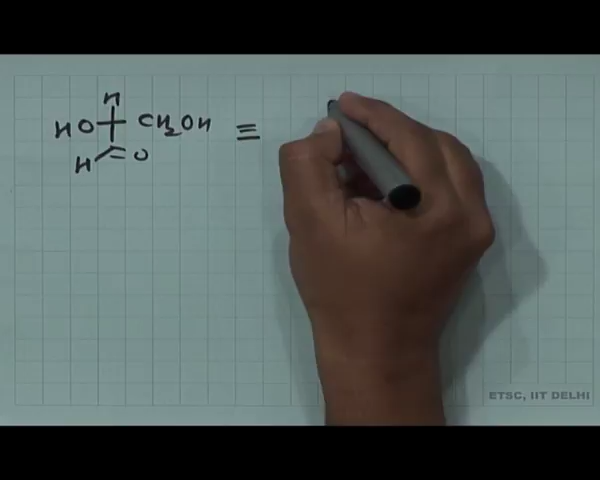 H
HO CH2OH ≡
H O
ETSC, IIT DELHI